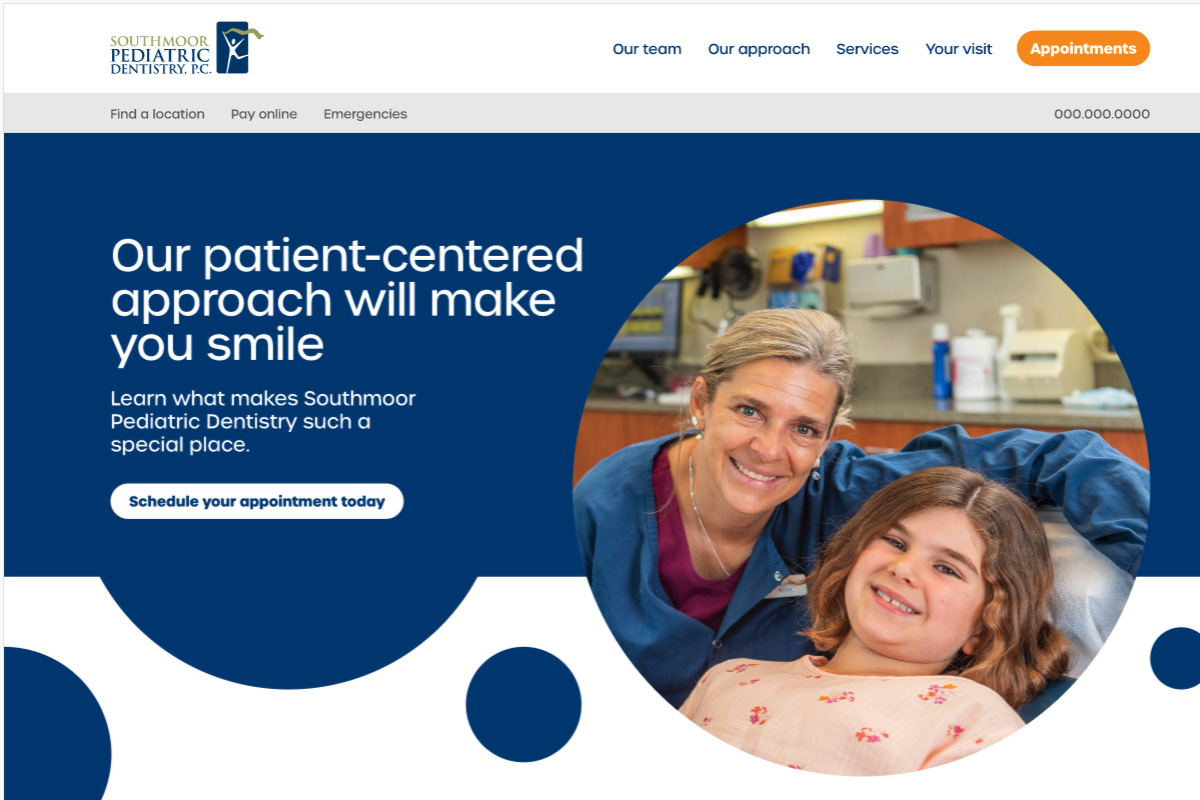 SOUTHMOOR
PEDIATRIC
DENTISTRY, P.C.
Our team
Our approach
Services
Your visit
Appointments
Find a location
Pay online
Emergencies
000.000.0000
Our patient-centered
approach will make
you smile
Learn what makes Southmoor
Pediatric Dentistry such a
special place.
Schedule your appointment today